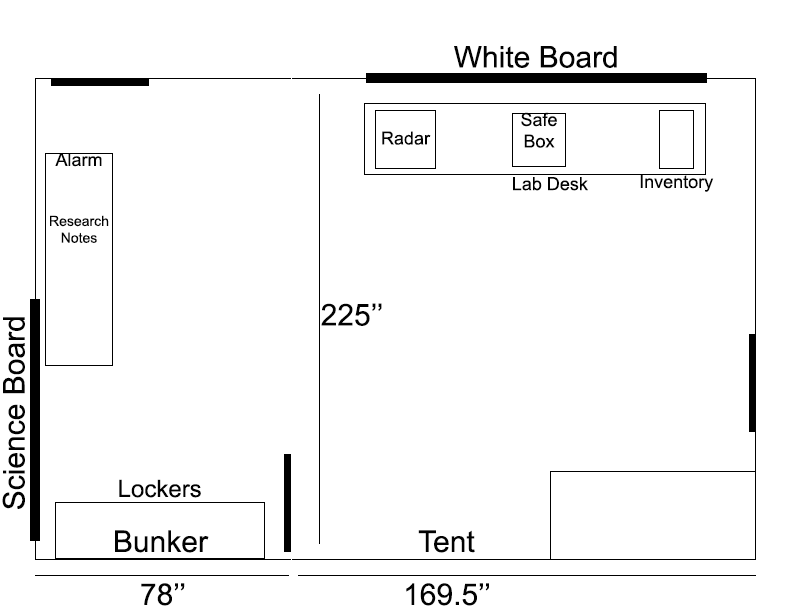 White Board
Radar
Safe
Box
Lab Desk
Inventory
Alarm
Research
Notes
225’’
Science Board
Lockers
Bunker
Tent
78’’
169.5’’